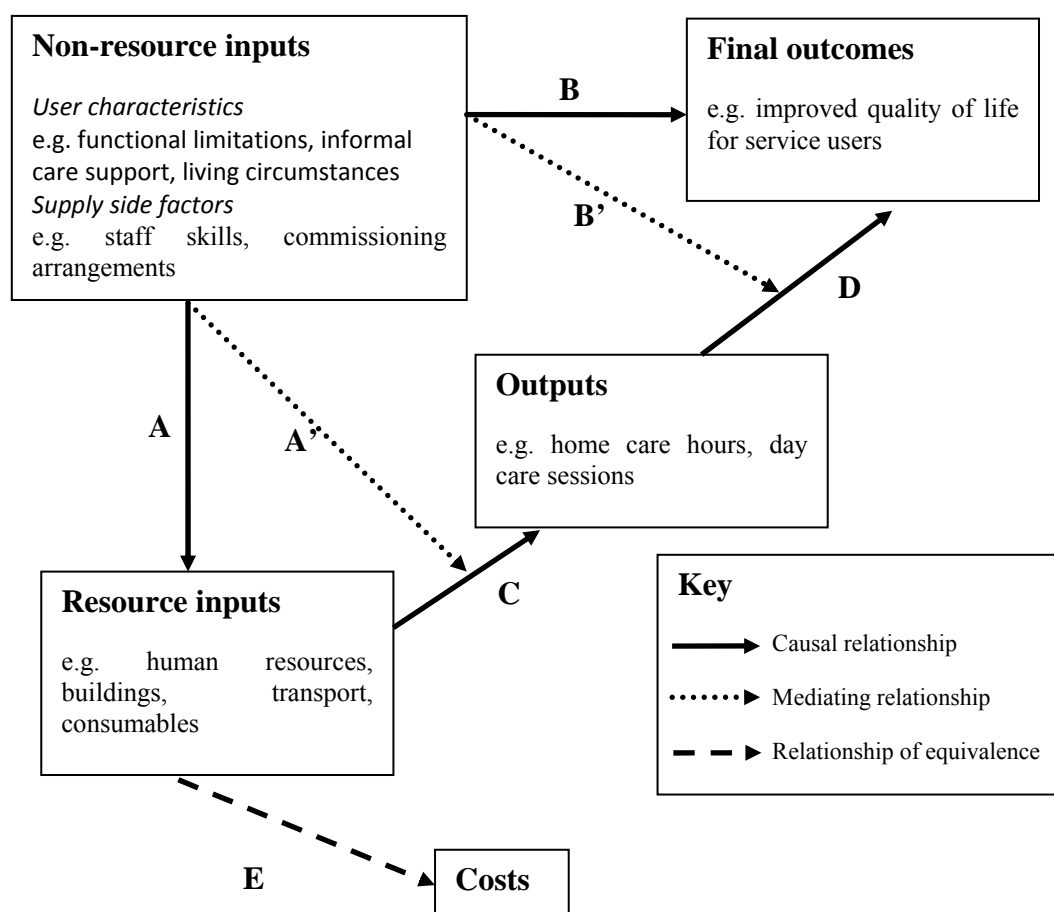 Non-resource inputs
User characteristics
e.g. functional limitations, informal
care support, living circumstances
Supply side factors
e.g. staff skills, commissioning
arrangements
B
Final outcomes
e.g. improved quality of life
for service users
B’
D
A
A’
Outputs
e.g. home care hours, day
care sessions
C
Resource inputs
e.g. human resources,
buildings, transport,
consumables
Key
Causal relationship
Mediating relationship
Relationship of equivalence
E
Costs